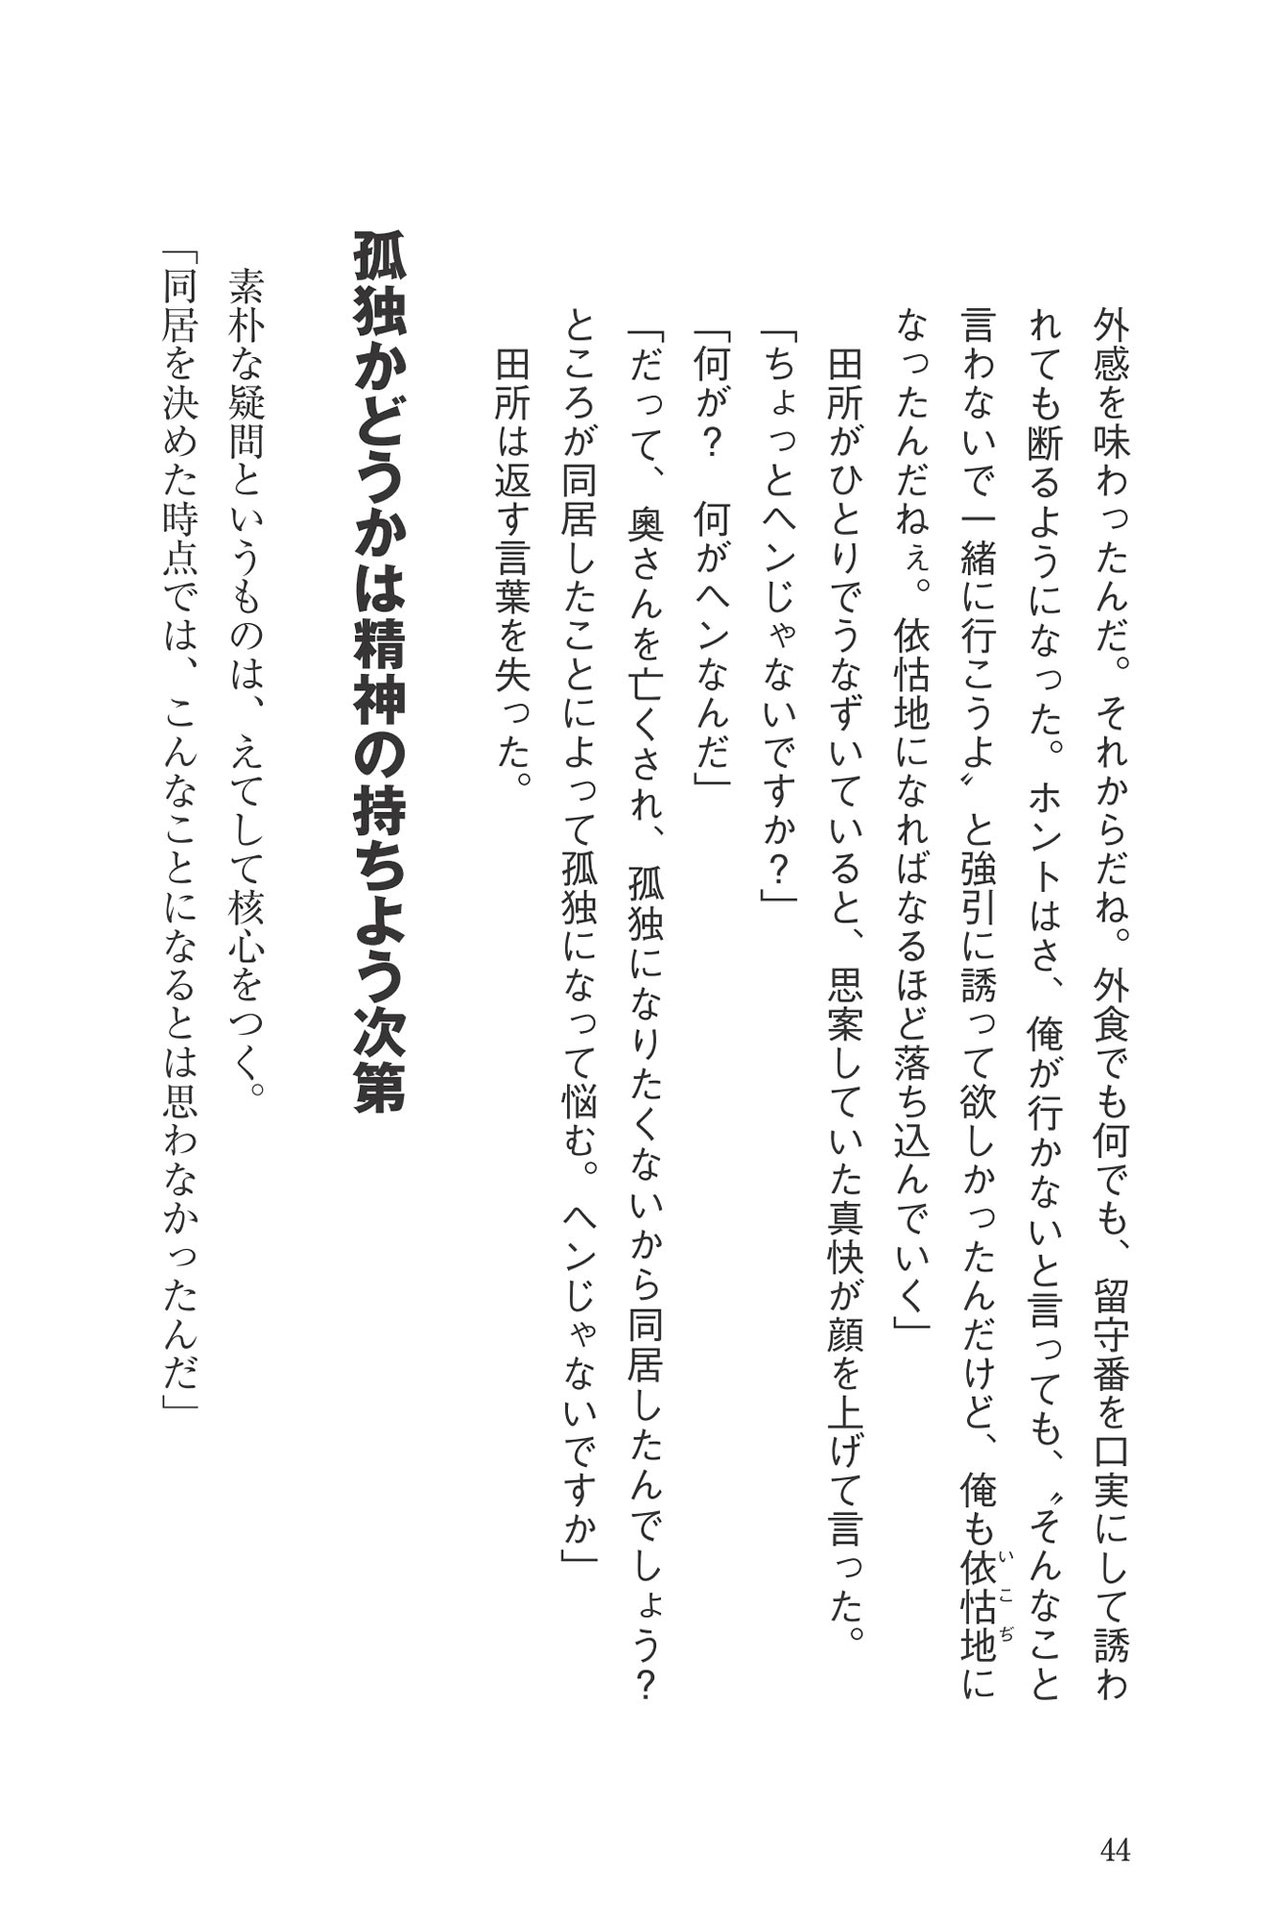 外感を味わったんだ。それからだね。外食でも何でも、留守番を口実にして誘わ
れても断るようになった。ホントはさ、俺が行かないと言っても、〝そんなこと
言わないで一緒に行こうよ〟と強引に誘って欲しかったんだけど、俺も依怙地に
いこぢ
なったんだねぇ。依怙地になればなるほど落ち込んでいく」
田所がひとりでうなずいていると、思案していた真快が顔を上げて言った。
「ちょっとヘンじゃないですか？」
「何が？　何がヘンなんだ」
「だって、奥さんを亡くされ、孤独になりたくないから同居したんでしょう？
ところが同居したことによって孤独になって悩む。ヘンじゃないですか」
田所は返す言葉を失った。
孤独かどうかは精神の持ちよう次第
素朴な疑問というものは、えてして核心をつく。
「同居を決めた時点では、こんなことになるとは思わなかったんだ」
44